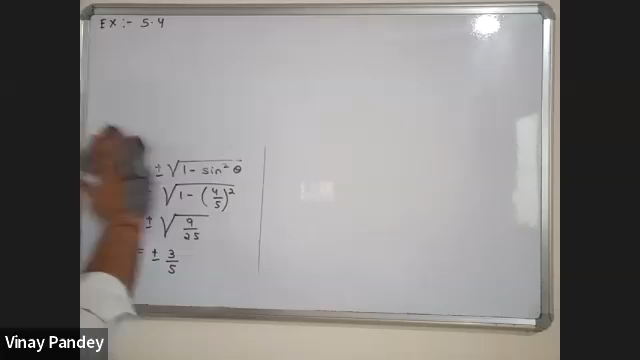 EX :- 5.4
± √1 - sin² θ
= √1 - (4/5)²
± √9/25
= ± 3/5
Vinay Pandey